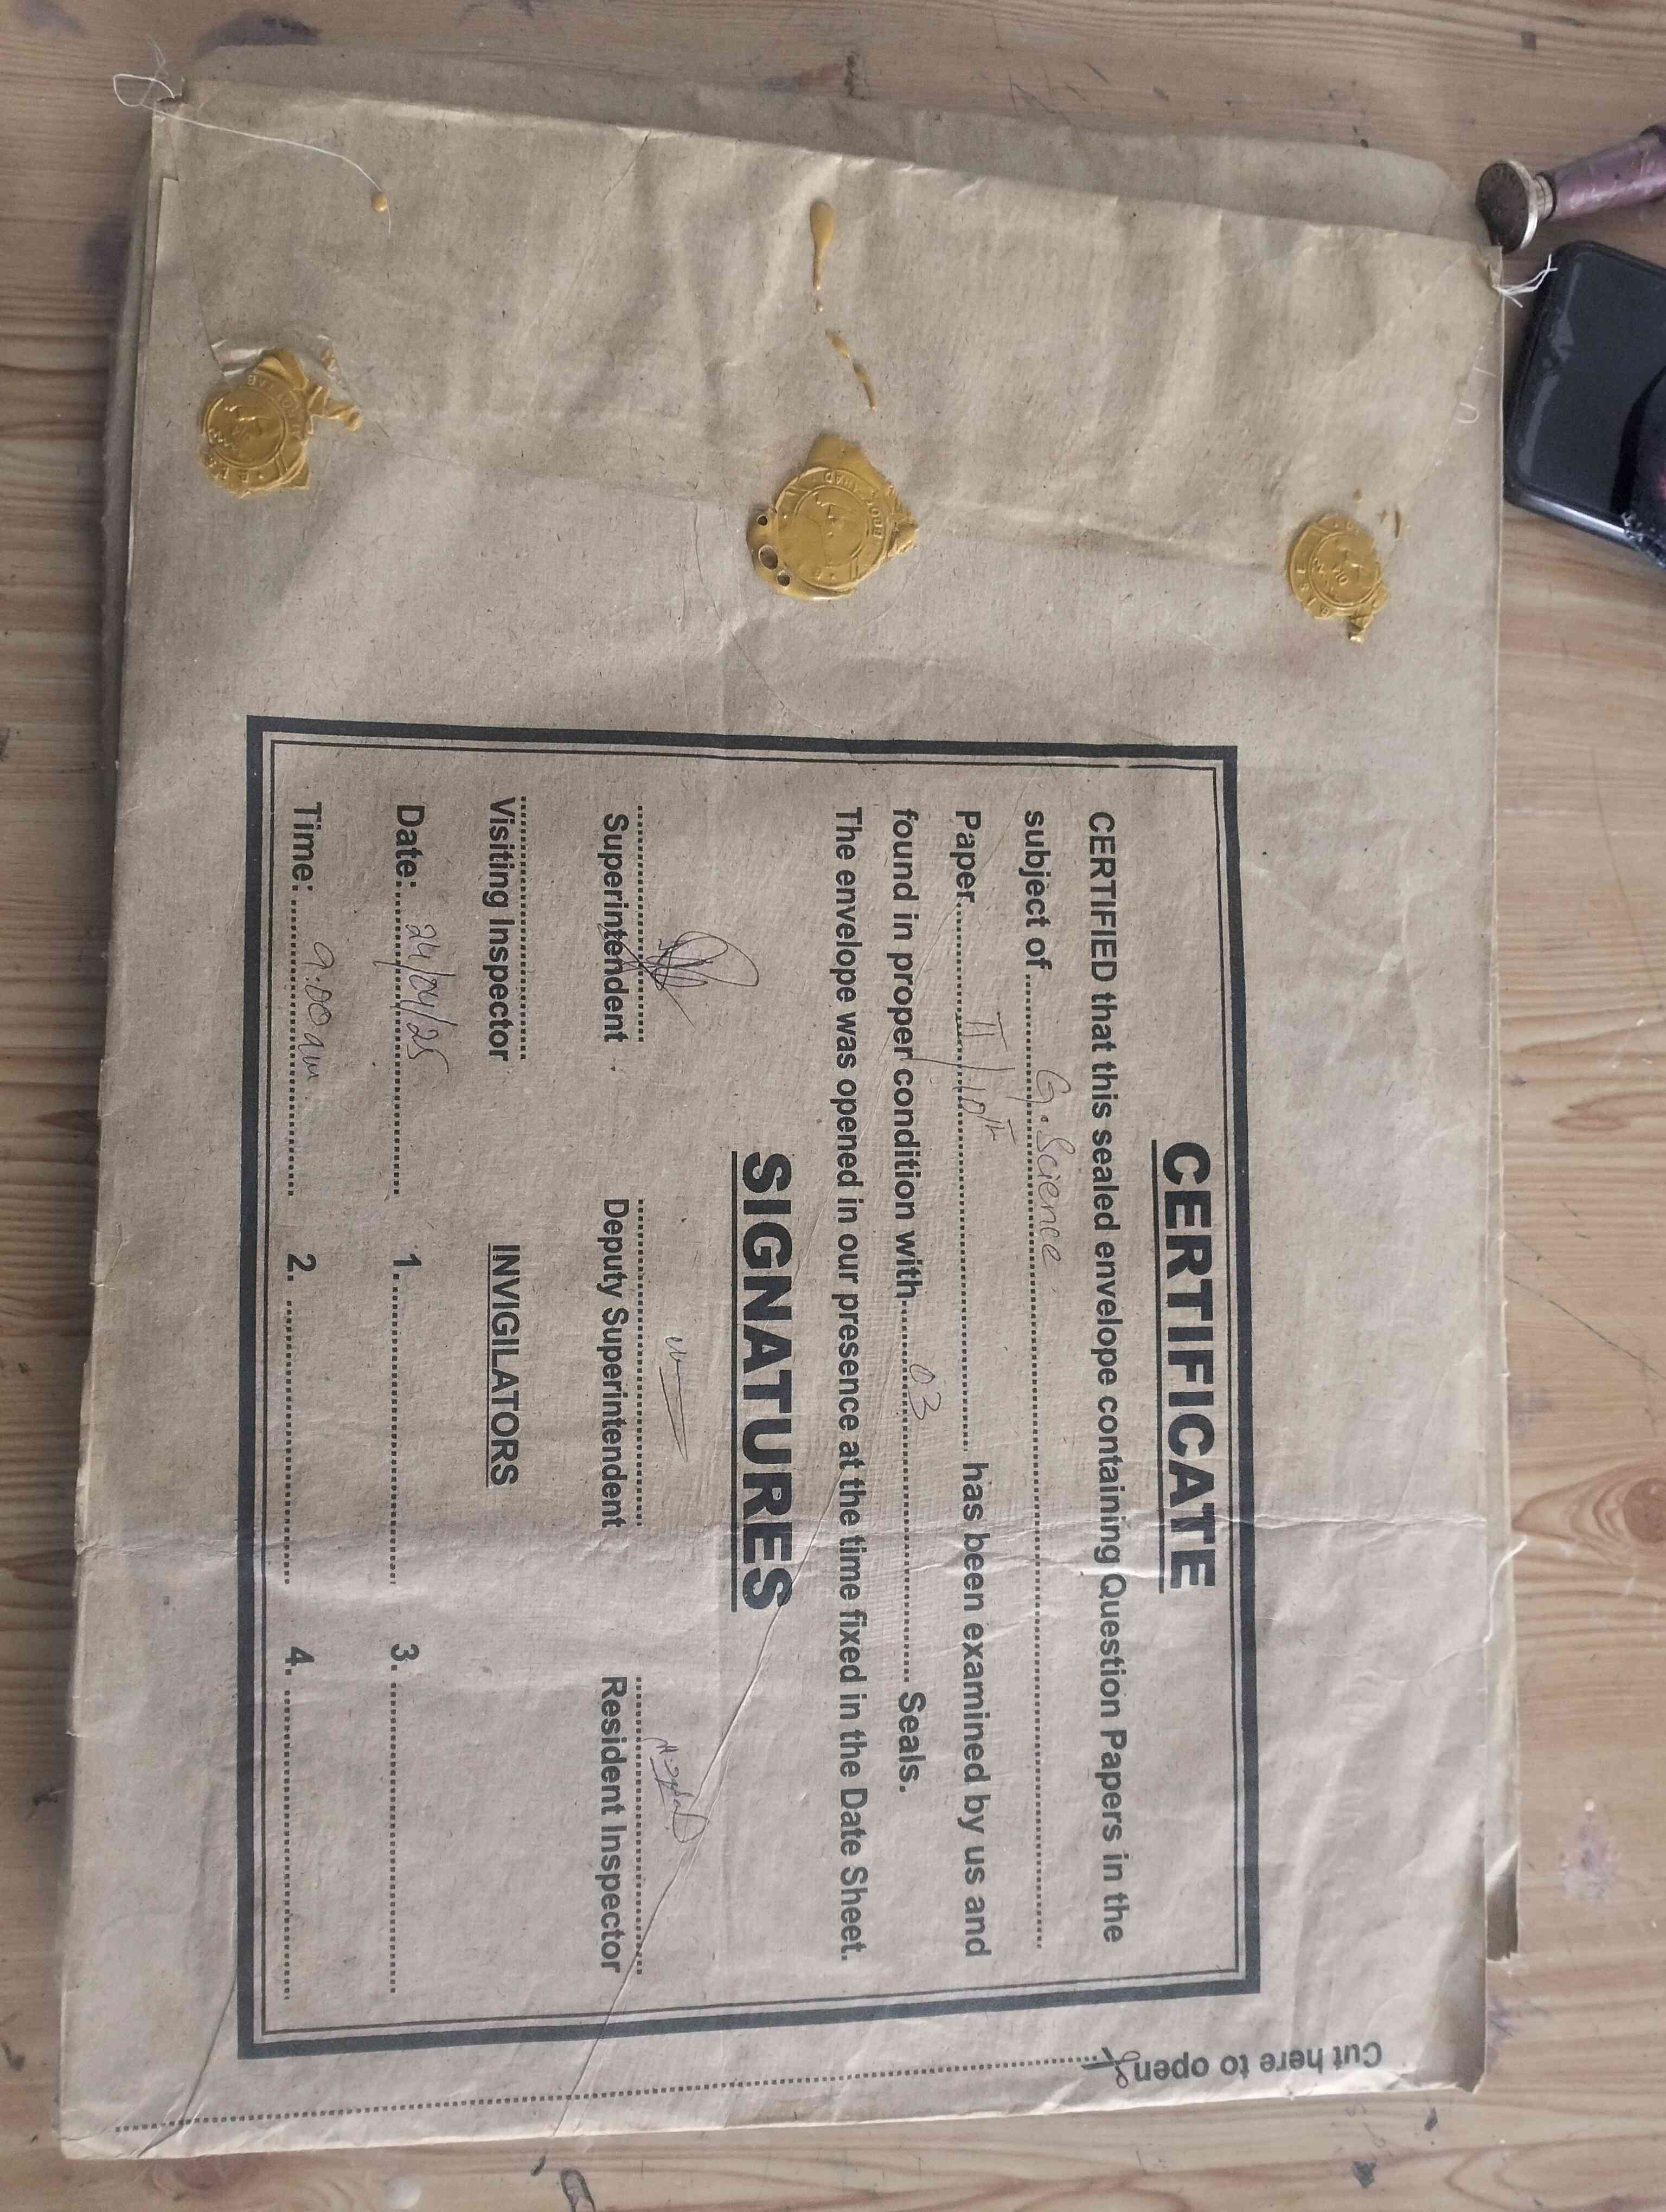 CERTIFICATE
CERTIFIED that this sealed envelope containing Question Papers in the
subject of G. Science
Paper II/10th has been examined by us and
found in proper condition with 03 Seals.
The envelope was opened in our presence at the time fixed in the Date Sheet.
SIGNATURES
Superintendent Deputy Superintendent Resident Inspector
Visiting Inspector INVIGILATORS
Date: 24/04/25 1. 3.
Time: 9:00 am 2. 4.
Cut here to open